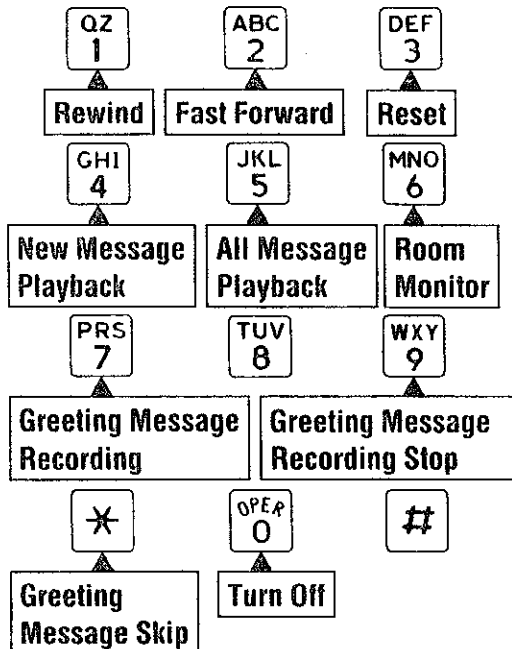 QZ ABC DEF
1 2 3
Rewind Fast Forward Reset
GHI JKL MNO
4 5 6
New Message All Message Room
Playback Playback Monitor
PRS TUV WXY
7 8 9
Greeting Message Greeting Message
Recording Recording Stop
* OPER #
0
Greeting Turn Off
Message Skip